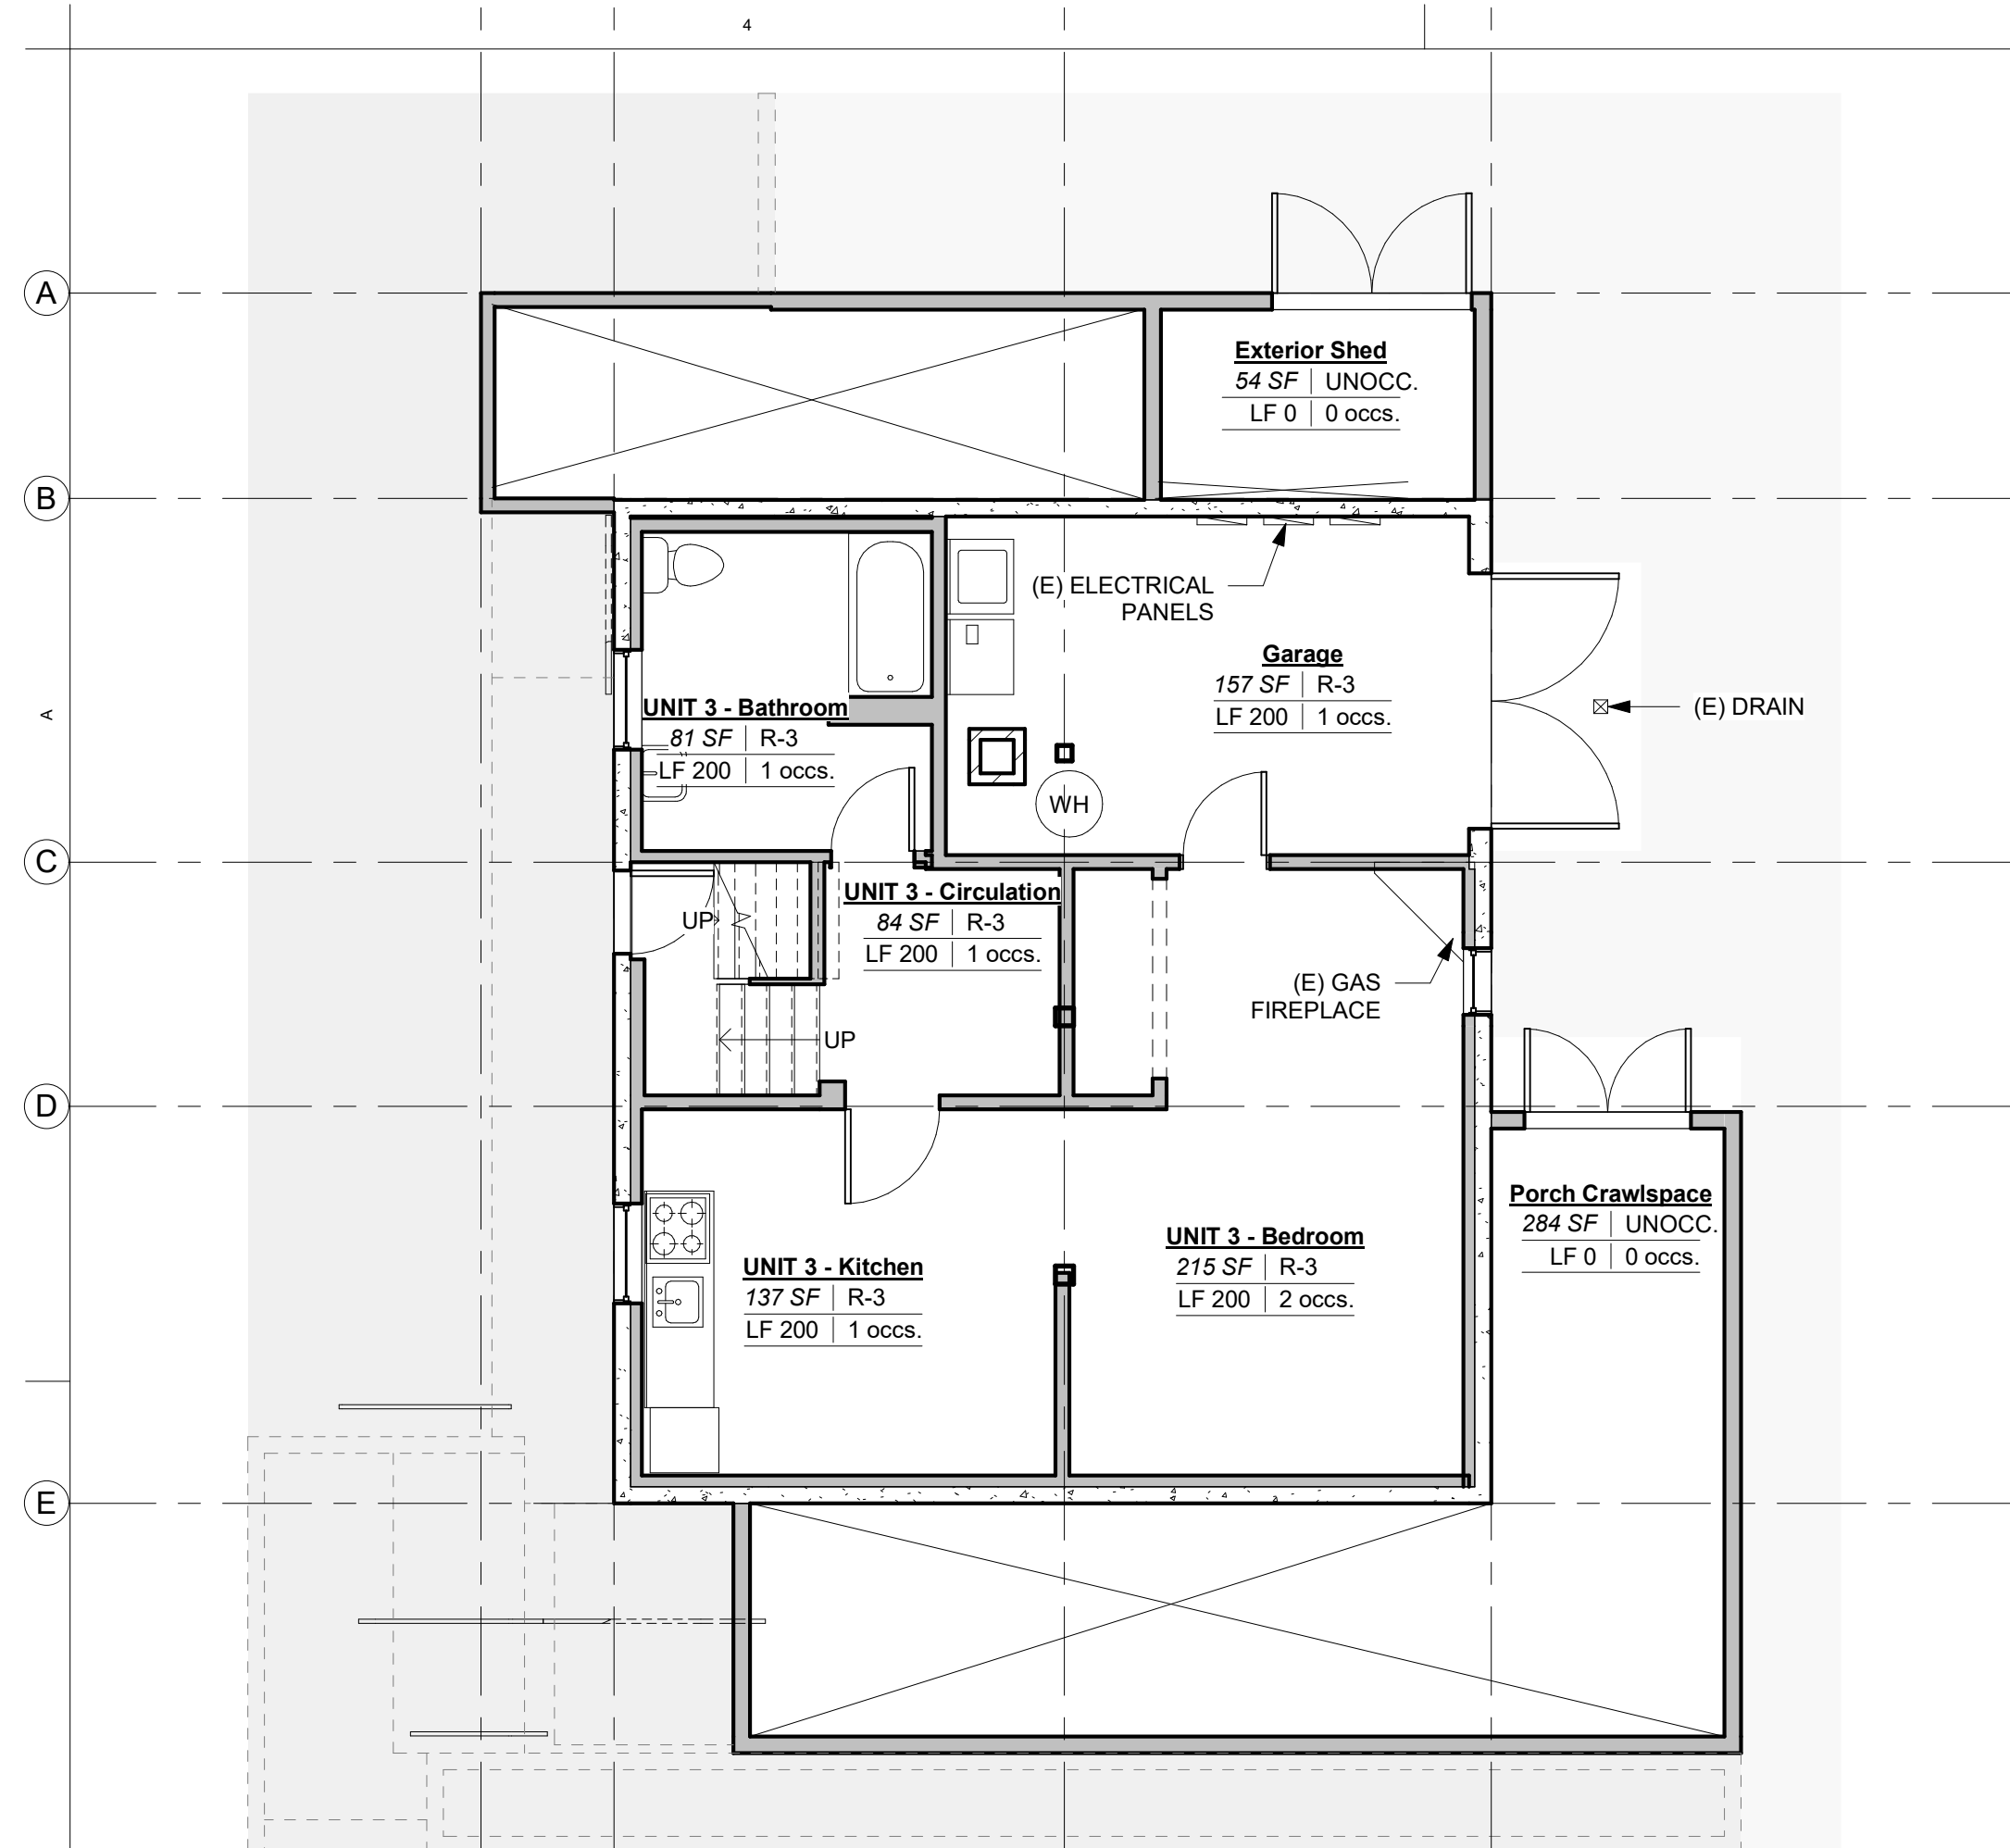 4
A
Exterior Shed
54 SF UNOCC.
LF 0 0 occs.
B
(E) ELECTRICAL
PANELS
Garage
157 SF R-3
LF 200 1 occs.
(E) DRAIN
A
UNIT 3 - Bathroom
81 SF R-3
LF 200 1 occs.
WH
C
UNIT 3 - Circulation
84 SF R-3
LF 200 1 occs.
UP
(E) GAS
FIREPLACE
UP
D
Porch Crawlspace
284 SF UNOCC.
LF 0 0 occs.
UNIT 3 - Bedroom
215 SF R-3
LF 200 2 occs.
UNIT 3 - Kitchen
137 SF R-3
LF 200 1 occs.
E